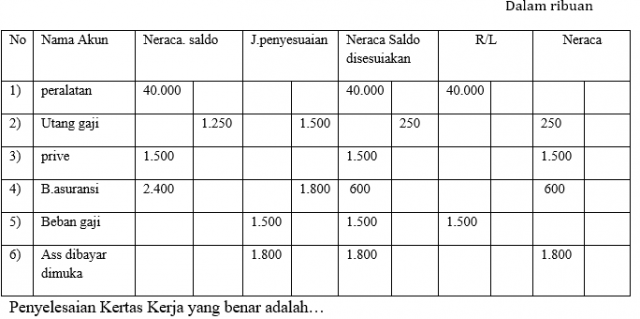 Dalam ribuan
No Nama Akun Neraca. saldo J.penyesuaian Neraca Saldo disesuiakan R/L Neraca
1) peralatan 40.000 40.000 40.000
2) Utang gaji 1.250 1.500 250 250
3) prive 1.500 1.500 1.500
4) B.asuransi 2.400 1.800 600 600
5) Beban gaji 1.500 1.500 1.500
6) Ass dibayar dimuka 1.800 1.800 1.800
Penyelesaian Kertas Kerja yang benar adalah…